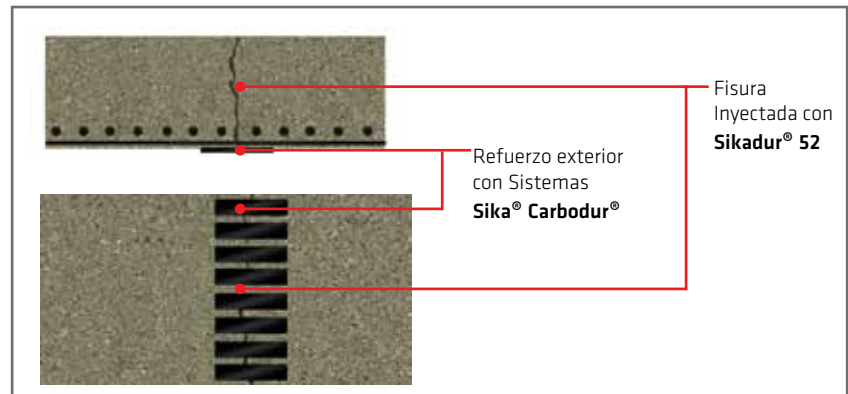 Fisura
Inyectada con
Sikadur® 52
Refuerzo exterior
con Sistemas
Sika® Carbodur®